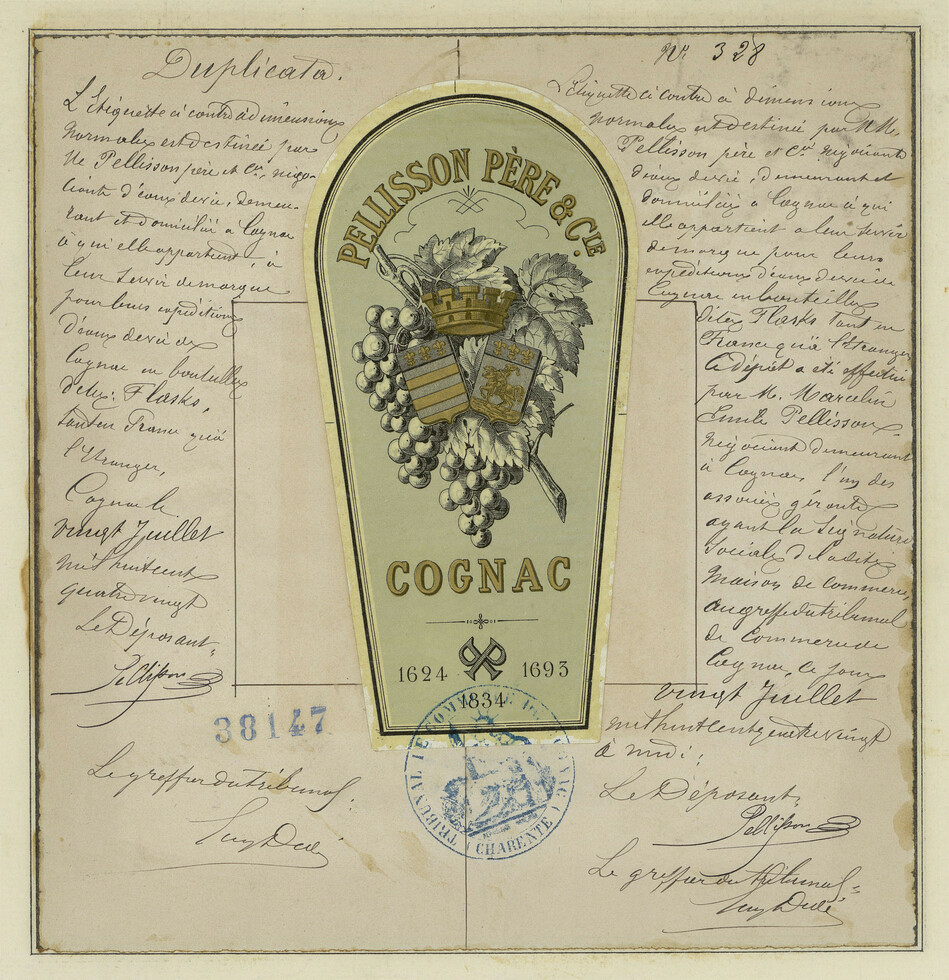 Duplicata.
L'Etiquette ci contre à dimensions
normales est destinée par
M Pellisson père et Cie, négo-
ciants d'eaux de vie, demeu-
rant et domiciliés à Cognac
à qui elle appartient, à
leur servir de marque
pour leurs expéditions
d'eaux de vie de
Cognac en bouteilles
dites: Flasks,
tant en France qu'à
l'Etranger,
Cognac le
vingt Juillet
mil huit cent
quatre vingt
Le Déposant,
Pellisson
38147
Le greffier du tribunal;
PELLISSON PÈRE & CIE.
COGNAC
1624 1693
1834
TRIBUNAL DE COMMERCE DE COGNAC (CHARENTE)
No 328
L'Etiquette ci contre à dimensions
normales est destinée par M M.
Pellisson, père et Cie négociants
d'eaux de vie, demeurant et
domiciliés à Cognac à qui
elle appartient à leur servir
de marque pour leurs
expéditions d'eaux de vie de
Cognac en bouteilles
dites Flasks tant en
France qu'à l'Etranger
Ce dépôt a été effectué
par M. Marcelin
Emile Pellisson
négociant demeurant
à Cognac l'un des
associés gérants
ayant la signature
sociale de ladite
maison de commerce,
au greffe du tribunal
de commerce de
Cognac, ce jour
vingt Juillet
mil huit cent quatre vingt
à midi;
Le Déposant,
Pellisson
Le greffier du tribunal=